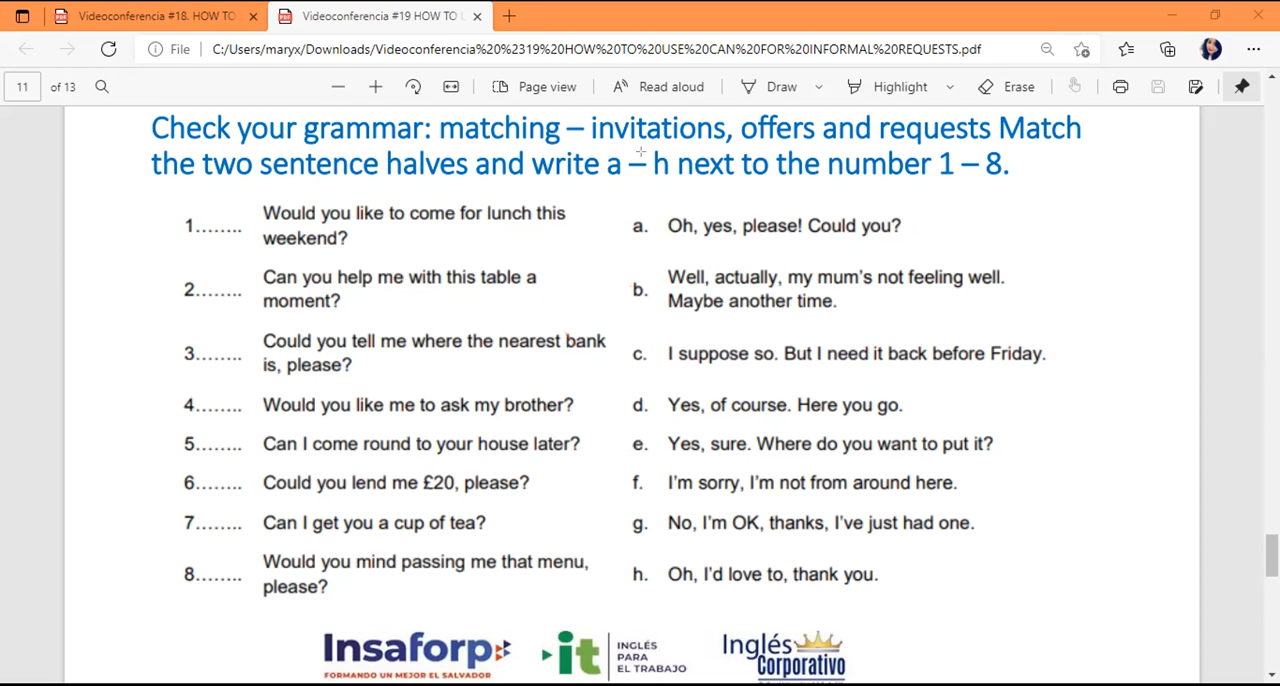 Videoconferencia #18. HOW TO
Videoconferencia #19 HOW TO U
File
C:/Users/maryx/Downloads/Videoconferencia%20%2319%20HOW%20TO%20USE%20CAN%20FOR%20INFORMAL%20REQUESTS.pdf
11 of 13
Page view
Read aloud
Draw
Highlight
Erase
Check your grammar: matching – invitations, offers and requests Match
the two sentence halves and write a – h next to the number 1 – 8.
1........ Would you like to come for lunch this
weekend?
a. Oh, yes, please! Could you?
2........ Can you help me with this table a
moment?
b. Well, actually, my mum's not feeling well.
Maybe another time.
3........ Could you tell me where the nearest bank
is, please?
c. I suppose so. But I need it back before Friday.
4........ Would you like me to ask my brother?
d. Yes, of course. Here you go.
5........ Can I come round to your house later?
e. Yes, sure. Where do you want to put it?
6........ Could you lend me £20, please?
f. I'm sorry, I'm not from around here.
7........ Can I get you a cup of tea?
g. No, I'm OK, thanks, I've just had one.
8........ Would you mind passing me that menu,
please?
h. Oh, I'd love to, thank you.
Insaforp
FORMANDO UN MEJOR EL SALVADOR
it
INGLÉS
PARA
EL TRABAJO
Inglés
Corporativo